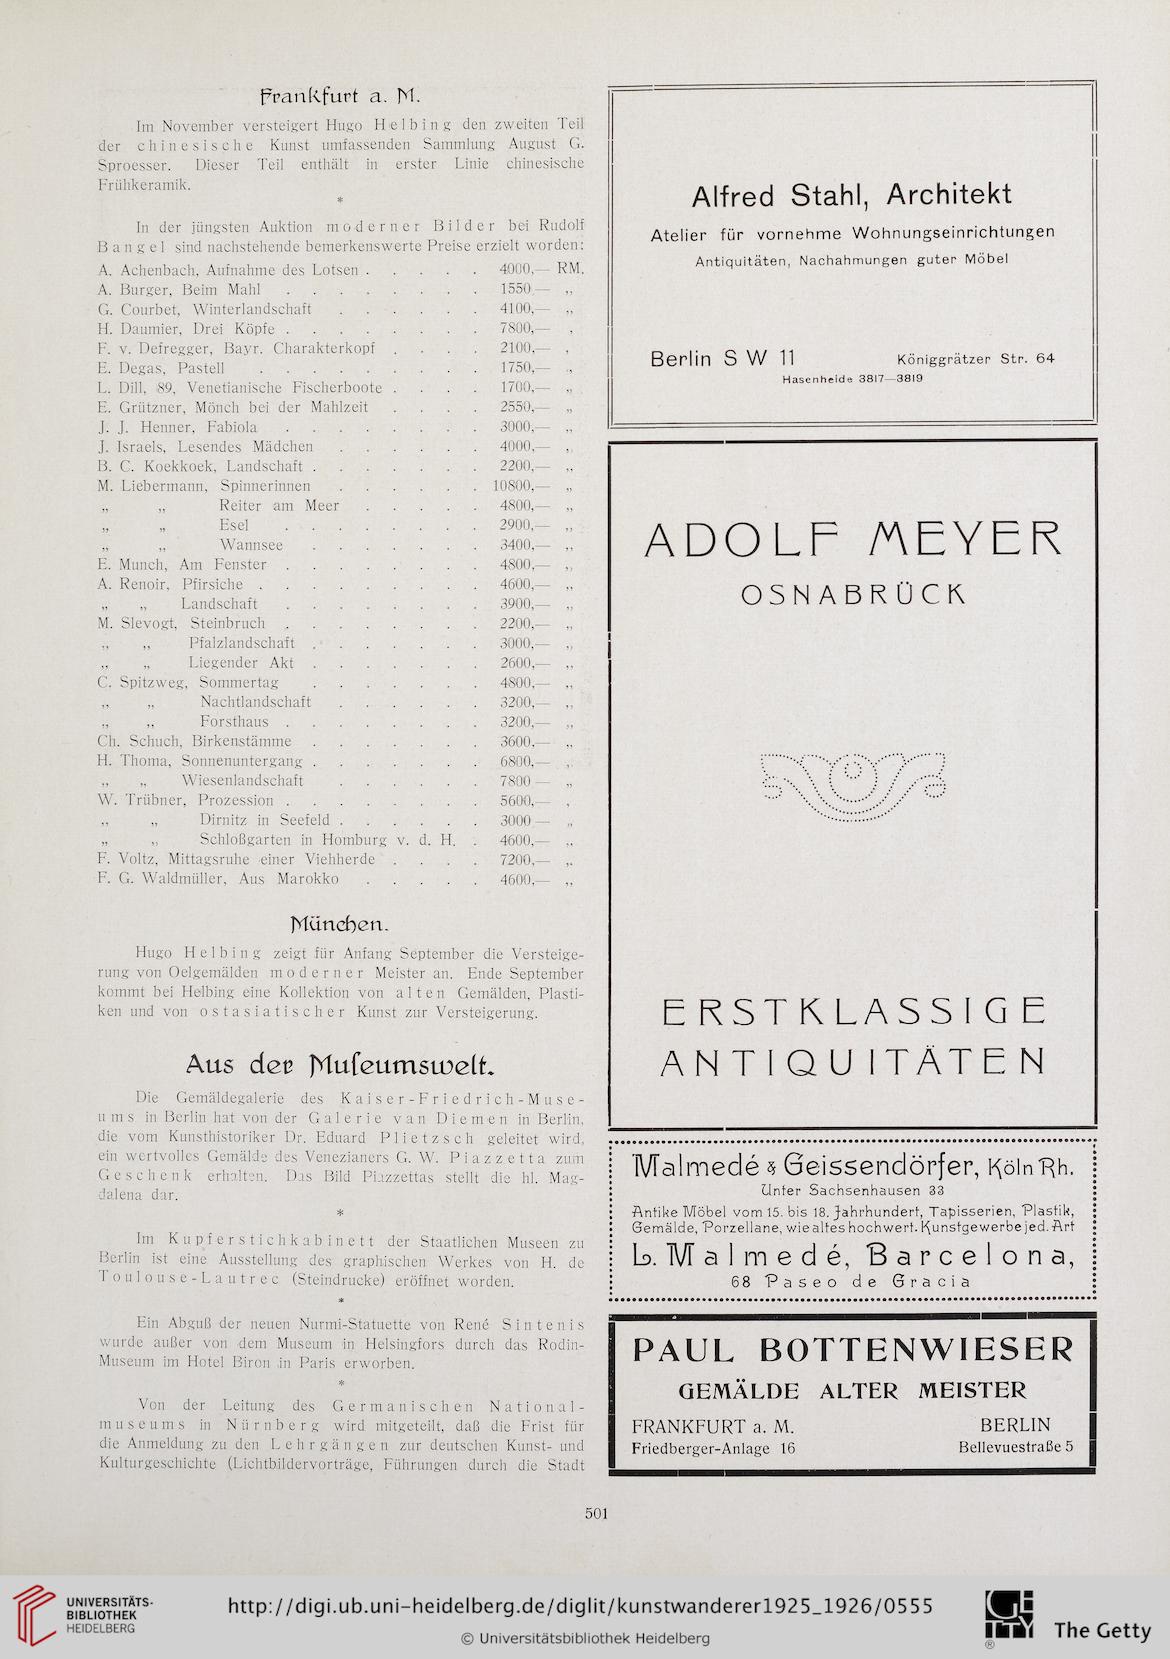 Frankfurt a. M.
Im November versteigert Hugo Helbing den zweiten Teil
der chinesische Kunst umfassenden Sammlung August G.
Sproesser. Dieser Teil enthält in erster Linie chinesische
Frühkeramik.
*
In der jüngsten Auktion moderner Bilder bei Rudolf
Bangel sind nachstehende bemerkenswerte Preise erzielt worden:
A. Achenbach, Aufnahme des Lotsen . . . . . 4000,— RM.
A. Burger, Beim Mahl . . . . . . . . 1550 — „
G. Courbet, Winterlandschaft . . . . . . 4100,— „
H. Daumier, Drei Köpfe . . . . . . . . 7800,— „
F. v. Defregger, Bayr. Charakterkopf . . . . 2100,— „
E. Degas, Pastell . . . . . . . . . 1750,— „
L. Dill, 89, Venetianische Fischerboote . . . . 1700,— „
E. Grützner, Mönch bei der Mahlzeit . . . . 2550,— „
J. J. Henner, Fabiola . . . . . . . . 3000,— „
J. Israels, Lesendes Mädchen . . . . . . 4000,— „
B. C. Koekkoek, Landschaft . . . . . . . 2200,— „
M. Liebermann, Spinnerinnen . . . . . . 10800,— „
„ „ Reiter am Meer . . . . . 4800,— „
„ „ Esel . . . . . . . . 2900,— „
„ „ Wannsee . . . . . . . 3400,— „
E. Munch, Am Fenster . . . . . . . . 4800,— „
A. Renoir, Pfirsiche . . . . . . . . . 4600,— „
„ „ Landschaft . . . . . . . . 3900,— „
M. Slevogt, Steinbruch . . . . . . . . 2200,— „
„ „ Pfalzlandschaft . . . . . . . 3000,— „
„ „ Liegender Akt . . . . . . . 2600,— „
C. Spitzweg, Sommertag . . . . . . . 4800,— „
„ „ Nachtlandschaft . . . . . . 3200,— „
„ „ Forsthaus . . . . . . . . 3200,— „
Ch. Schuch, Birkenstämme . . . . . . . 3600,— „
H. Thoma, Sonnenuntergang . . . . . . . 6800,— „
„ „ Wiesenlandschaft . . . . . . 7800 — „
W. Trübner, Prozession . . . . . . . . 5600,— „
„ „ Dirnitz in Seefeld . . . . . . 3000 — „
„ „ Schloßgarten in Homburg v. d. H. . 4600,— „
F. Voltz, Mittagsruhe einer Viehherde . . . . 7200,— „
F. G. Waldmüller, Aus Marokko . . . . . 4600,— „
München.
Hugo Helbing zeigt für Anfang September die Versteige-
rung von Oelgemälden moderner Meister an. Ende September
kommt bei Helbing eine Kollektion von alten Gemälden, Plasti-
ken und von ostasiatischer Kunst zur Versteigerung.
Aus der Museumswelt.
Die Gemäldegalerie des Kaiser-Friedrich-Muse-
ums in Berlin hat von der Galerie van Diemen in Berlin,
die vom Kunsthistoriker Dr. Eduard Plietzsch geleitet wird,
ein wertvolles Gemälde des Venezianers G. W. Piazzetta zum
Geschenk erhalten. Das Bild Piazzettas stellt die hl. Mag-
dalena dar.
*
Im Kupferstichkabinett der Staatlichen Museen zu
Berlin ist eine Ausstellung des graphischen Werkes von H. de
Toulouse-Lautrec (Steindrucke) eröffnet worden.
*
Ein Abguß der neuen Nurmi-Statuette von René Sintenis
wurde außer von dem Museum in Helsingfors durch das Rodin-
Museum im Hotel Biron in Paris erworben.
*
Von der Leitung des Germanischen National-
museums in Nürnberg wird mitgeteilt, daß die Frist für
die Anmeldung zu den Lehrgängen zur deutschen Kunst- und
Kulturgeschichte (Lichtbildervorträge, Führungen durch die Stadt
Alfred Stahl, Architekt
Atelier für vornehme Wohnungseinrichtungen
Antiquitäten, Nachahmungen guter Möbel
Berlin SW 11 Königgrätzer Str. 64
Hasenheide 3817—3819
ADOLF MEYER
OSNABRÜCK
ERSTKLASSIGE
ANTIQUITÄTEN
Malmedé & Geissendörfer, Köln Rh.
Unter Sachsenhausen 33
Antike Möbel vom 15. bis 18. Jahrhundert, Tapisserien, Plastik,
Gemälde, Porzellane, wie altes hochwert. Kunstgewerbe jed. Art
L. Malmedé, Barcelona,
68 Paseo de Gracia
PAUL BOTTENWIESER
GEMÄLDE ALTER MEISTER
FRANKFURT a. M. BERLIN
Friedberger-Anlage 16 Bellevuestraße 5
501
UNIVERSITÄTS-
BIBLIOTHEK
HEIDELBERG
http://digi.ub.uni-heidelberg.de/diglit/kunstwanderer1925_1926/0555
© Universitätsbibliothek Heidelberg
GETTY
®
The Getty